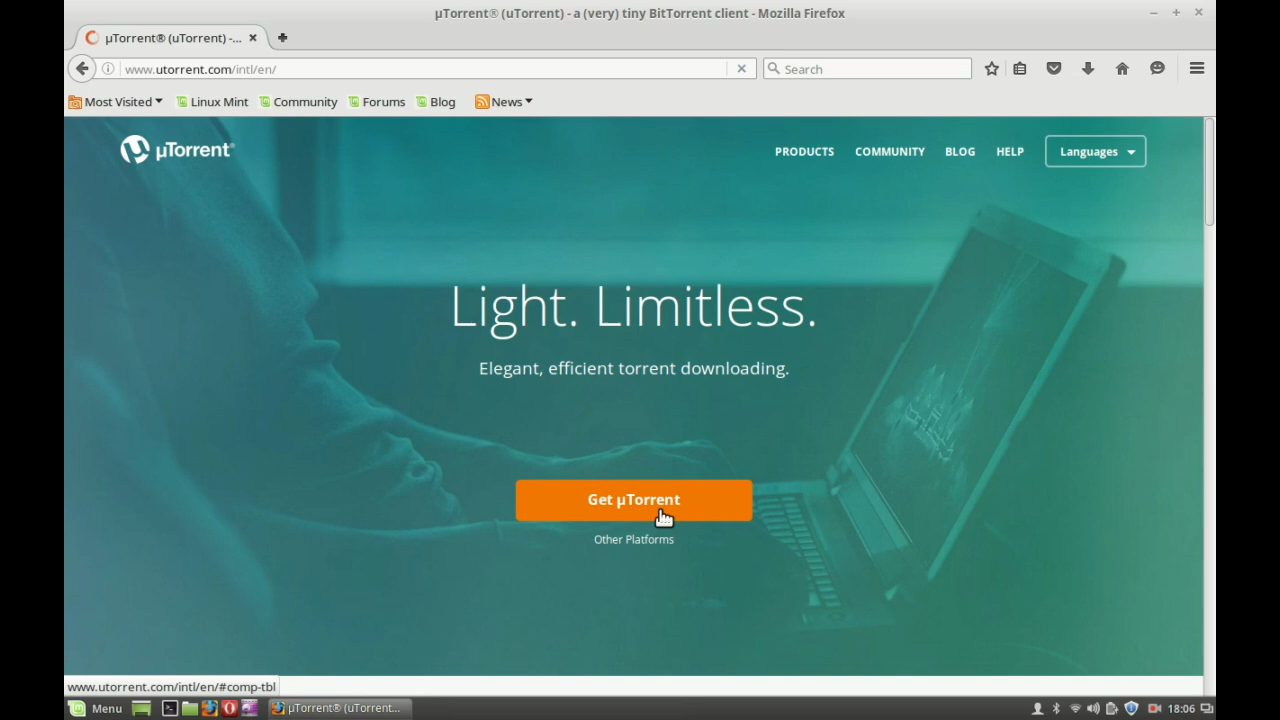 µTorrent® (uTorrent) - a (very) tiny BitTorrent client - Mozilla Firefox
µTorrent® (uTorrent) -...
www.utorrent.com/intl/en/
Search
Most Visited
Linux Mint
Community
Forums
Blog
News
µTorrent®
PRODUCTS
COMMUNITY
BLOG
HELP
Languages
Light. Limitless.
Elegant, efficient torrent downloading.
Get µTorrent
Other Platforms
www.utorrent.com/intl/en/#comp-tbl
Menu
µTorrent® (uTorrent...
18:06